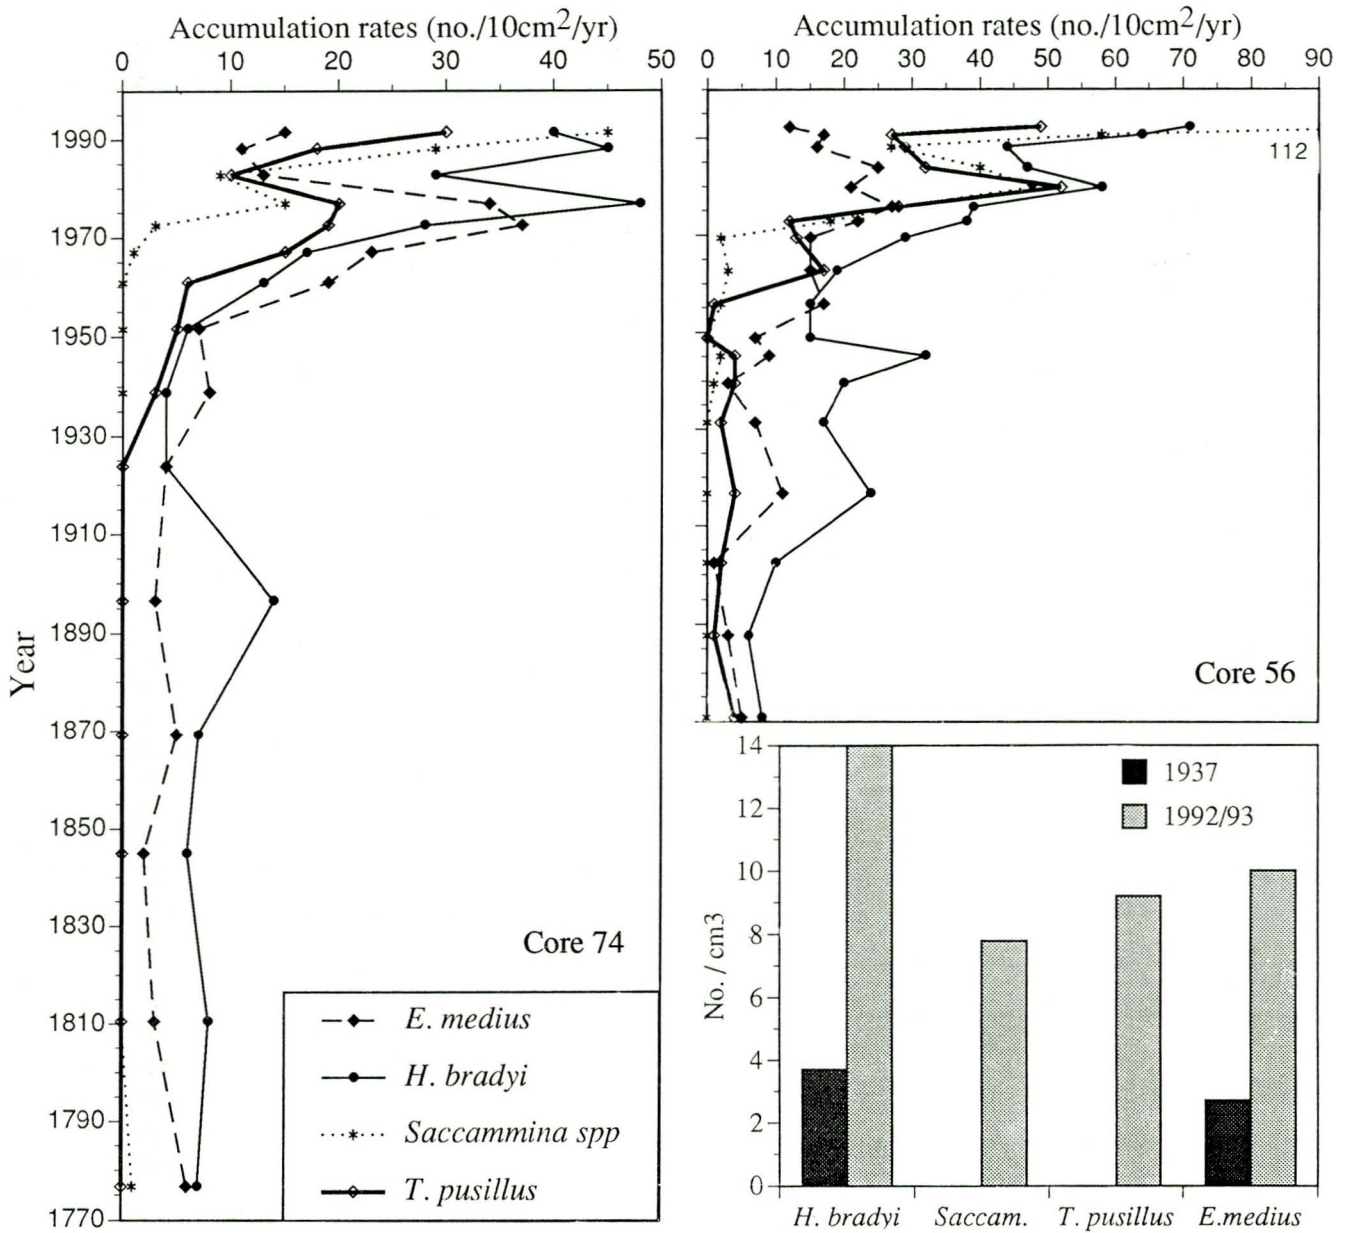 Accumulation rates (no./10cm2/yr)
0 10 20 30 40 50
1990
1970
1950
1930
1910
1890
1870
1850
1830
1810
1790
1770
Year
Core 74
E. medius
H. bradyi
Saccammina spp
T. pusillus
Accumulation rates (no./10cm2/yr)
0 10 20 30 40 50 60 70 80 90
112
Core 56
14
12
10
8
6
4
2
0
No. / cm3
1937
1992/93
H. bradyi Saccam. T. pusillus E.medius